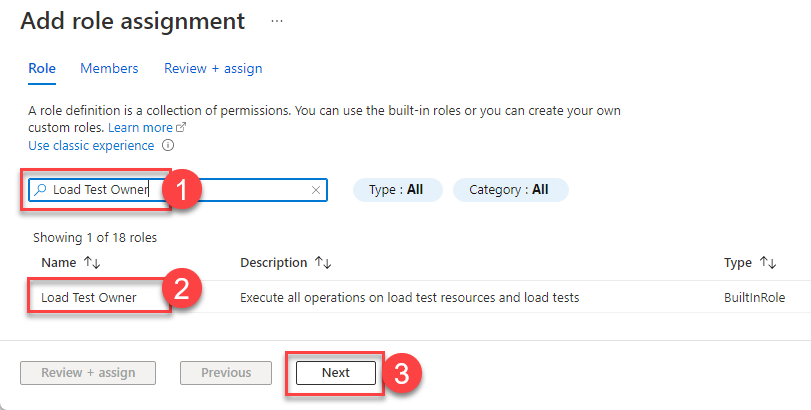 Add role assignment ...
Role Members Review + assign
A role definition is a collection of permissions. You can use the built-in roles or you can create your own
custom roles. Learn more
Use classic experience
Load Test Owner 1 Type : All Category : All
Showing 1 of 18 roles
Name Description Type
2
Load Test Owner Execute all operations on load test resources and load tests BuiltInRole
Review + assign Previous Next 3